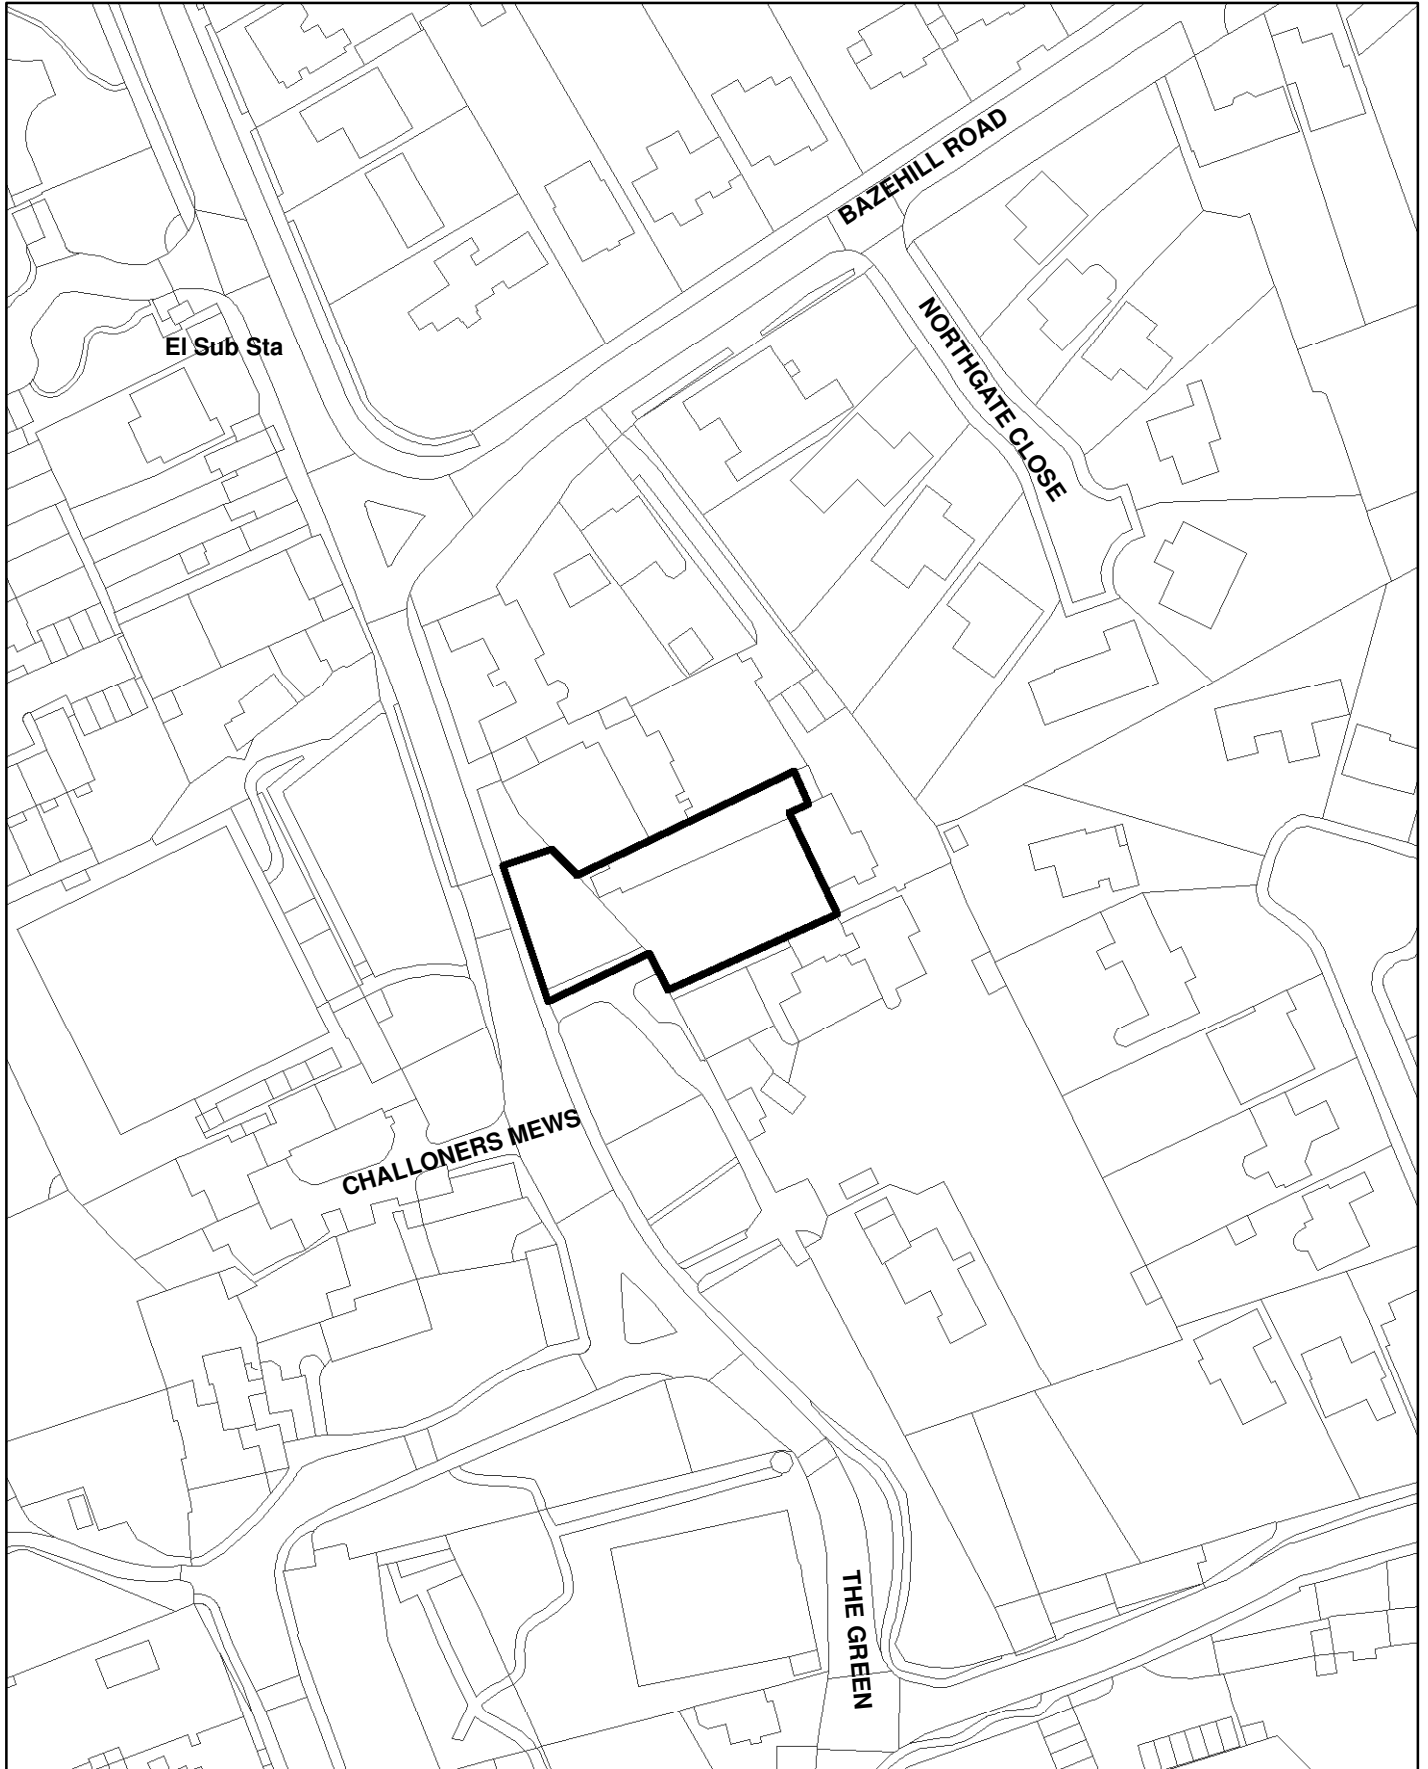 BAZEHILL ROAD
El Sub Sta
NORTHGATE CLOSE
CHALLONERS MEWS
THE GREEN